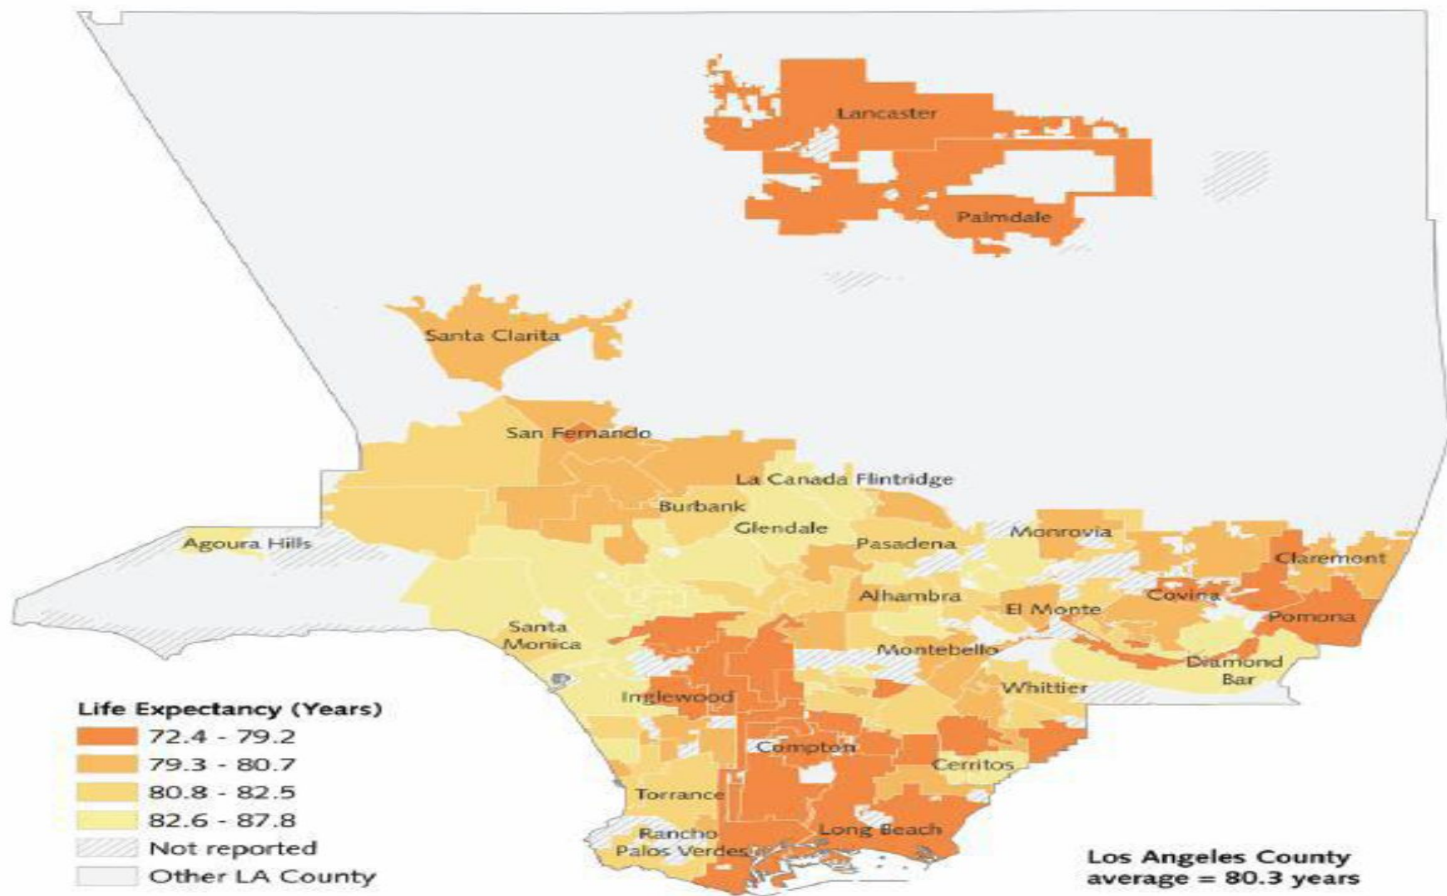 Lancaster
Palmdale
Santa Clarita
San Fernando
La Canada Flintridge
Burbank
Glendale
Agoura Hills
Pasadena
Monrovia
Claremont
Alhambra
El Monte
Covina
Pomona
Santa
Monica
Montebello
Diamond
Bar
Whittier
Inglewood
Compton
Cerritos
Torrance
Long Beach
Rancho
Palos Verdes
Life Expectancy (Years)
72.4 - 79.2
79.3 - 80.7
80.8 - 82.5
82.6 - 87.8
Not reported
Other LA County
Los Angeles County
average = 80.3 years